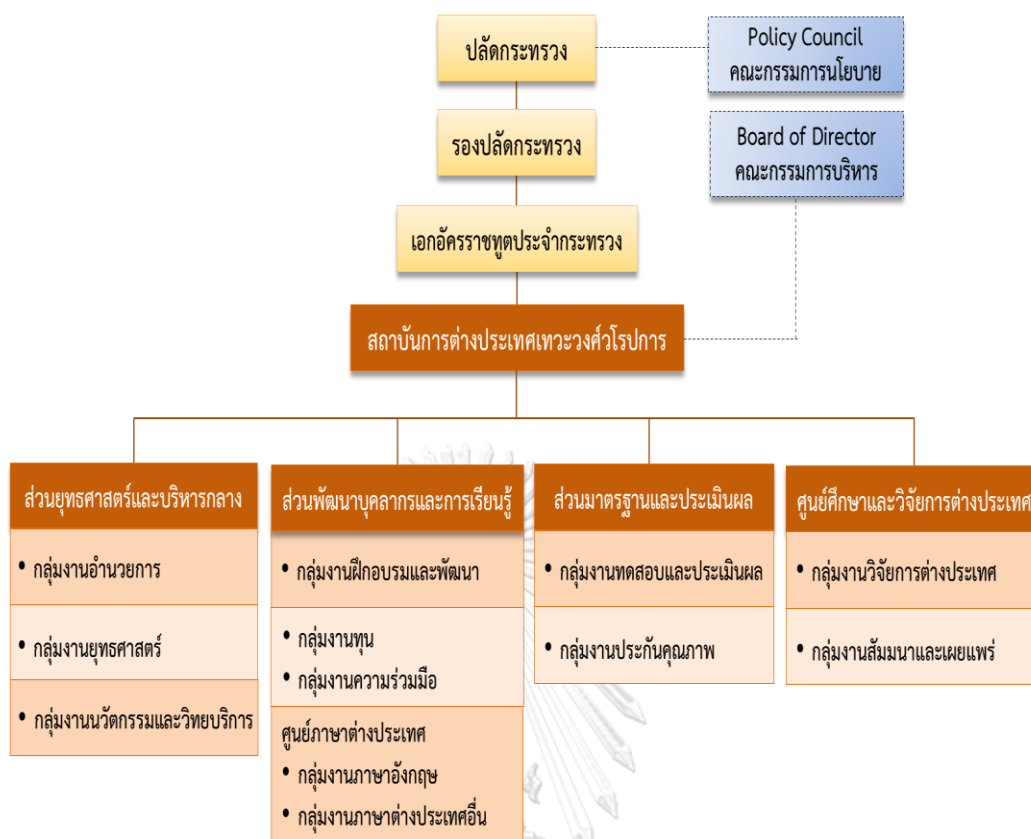 ปลัดกระทรวง
Policy Council
คณะกรรมการนโยบาย
รองปลัดกระทรวง
Board of Director
คณะกรรมการบริหาร
เอกอัครราชทูตประจำกระทรวง
สถาบันการต่างประเทศเทวะวงศ์วโรปการ
ส่วนยุทธศาสตร์และบริหารกลาง
• กลุ่มงานอำนวยการ
• กลุ่มงานยุทธศาสตร์
• กลุ่มงานนวัตกรรมและวิทยบริการ
ส่วนพัฒนาบุคลากรและการเรียนรู้
• กลุ่มงานฝึกอบรมและพัฒนา
• กลุ่มงานทุน
• กลุ่มงานความร่วมมือ
ศูนย์ภาษาต่างประเทศ
• กลุ่มงานภาษาอังกฤษ
• กลุ่มงานภาษาต่างประเทศอื่น
ส่วนมาตรฐานและประเมินผล
• กลุ่มงานทดสอบและประเมินผล
• กลุ่มงานประกันคุณภาพ
ศูนย์ศึกษาและวิจัยการต่างประเทศ
• กลุ่มงานวิจัยการต่างประเทศ
• กลุ่มงานสัมมนาและเผยแพร่